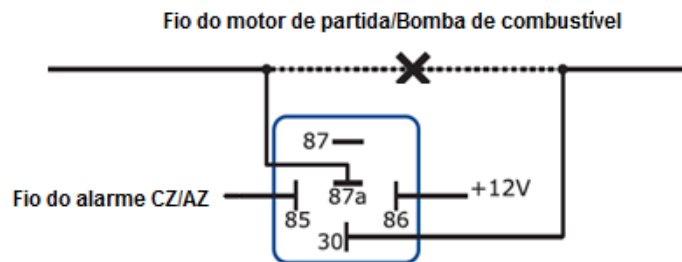 Fio do motor de partida/Bomba de combustível
87
87a
Fio do alarme CZ/AZ
+12V
85
86
30